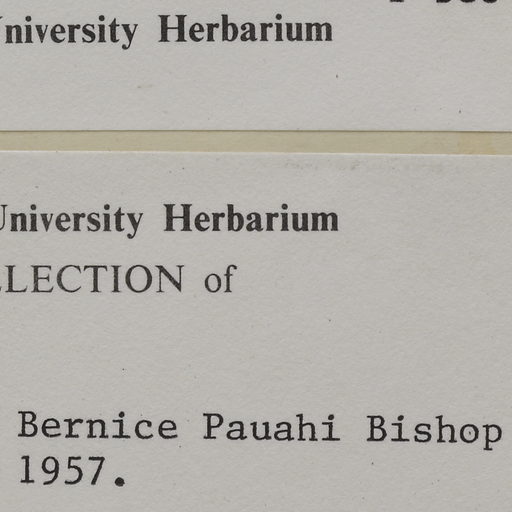 University Herbarium
University Herbarium
LLECTION of
Bernice Pauahi Bishop
1957.